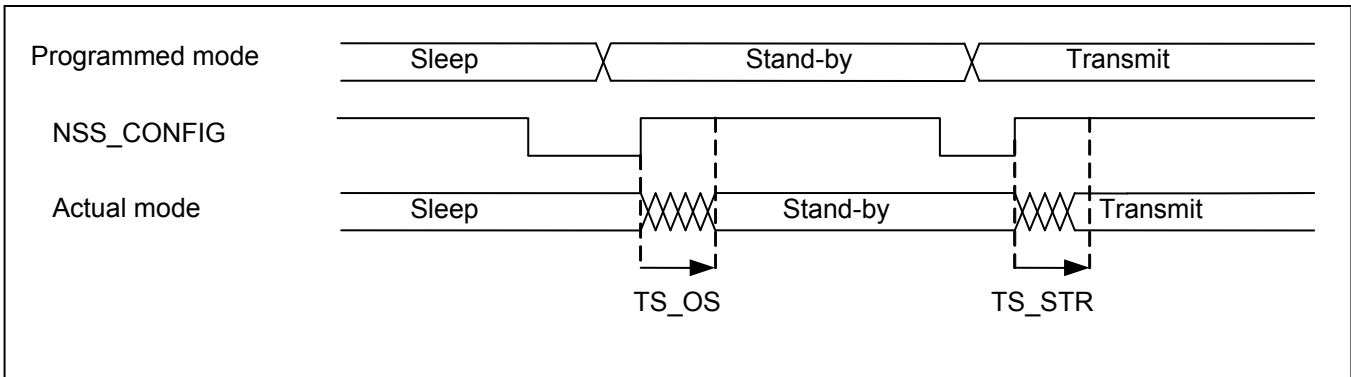 Programmed mode Sleep Stand-by Transmit
NSS_CONFIG
Actual mode Sleep Stand-by Transmit
TS_OS TS_STR